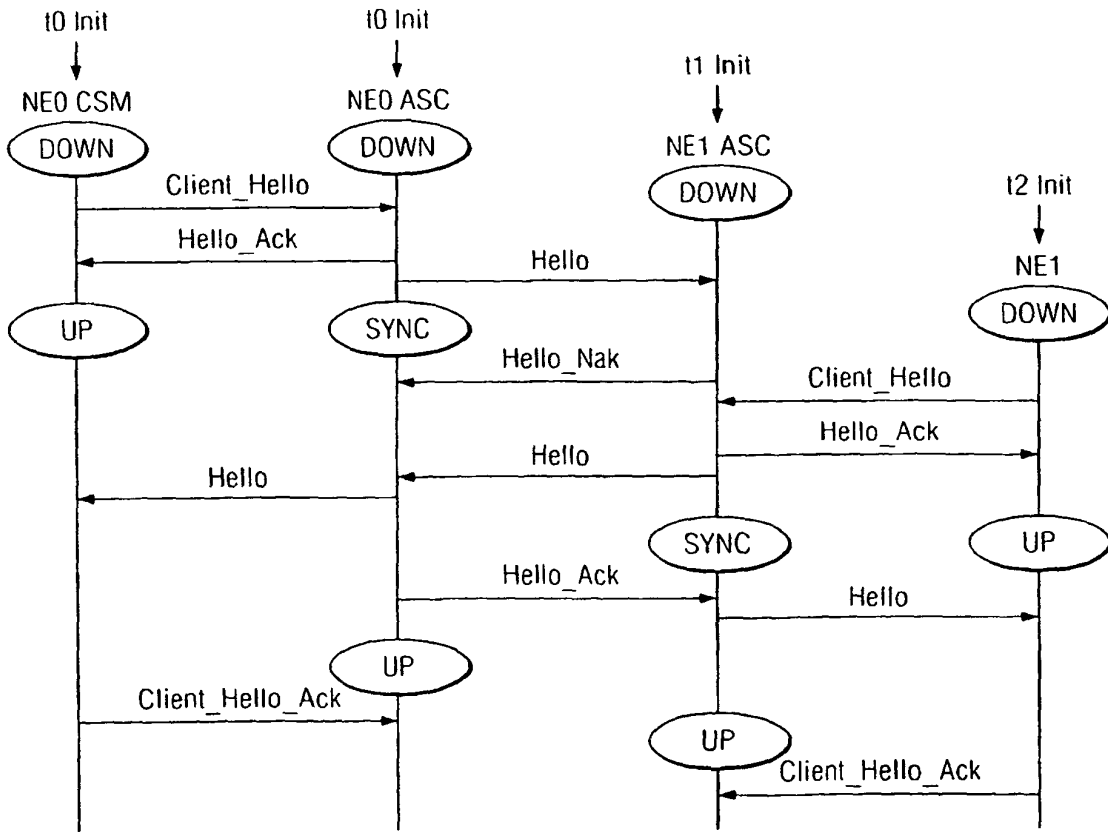 t0 Init
t0 Init
t1 Init
NE0 CSM
NE0 ASC
DOWN
DOWN
NE1 ASC
Client_Hello
DOWN
t2 Init
Hello_Ack
Hello
NE1
UP
SYNC
DOWN
Hello_Nak
Client_Hello
Hello_Ack
Hello
Hello
SYNC
UP
Hello_Ack
Hello
UP
Client_Hello_Ack
UP
Client_Hello_Ack